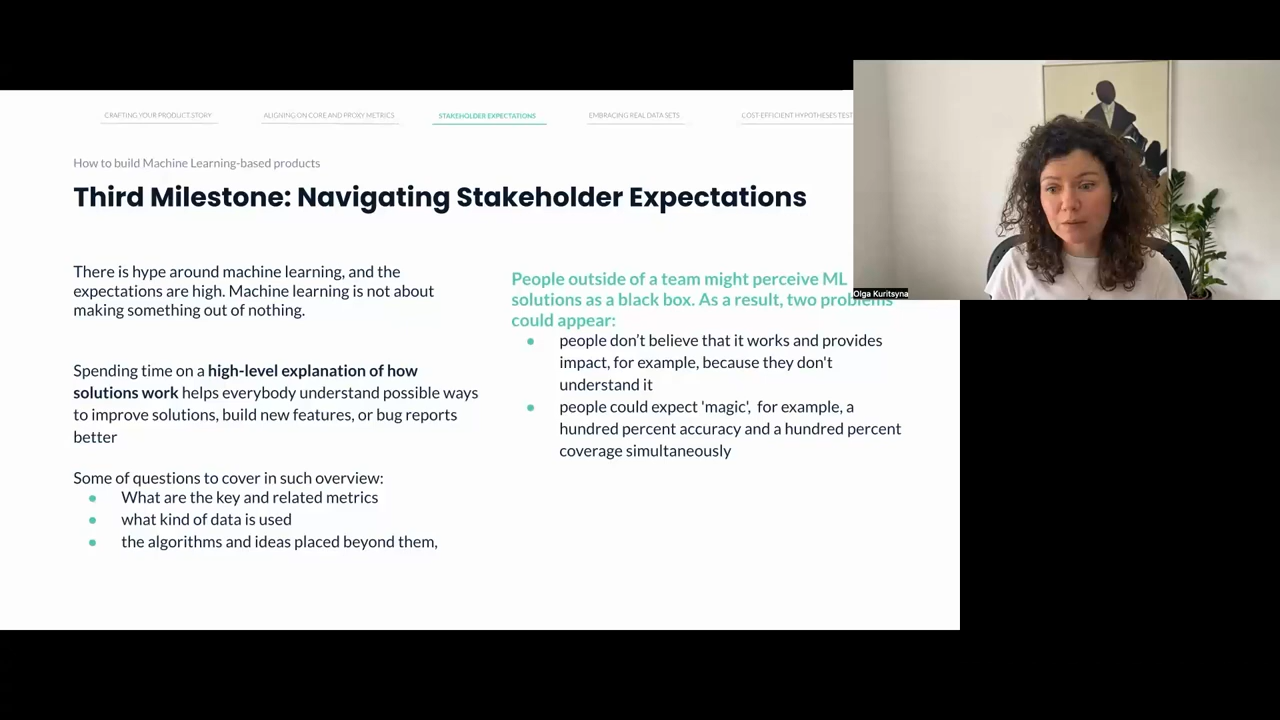 CRAFTING YOUR PRODUCT STORY
ALIGNING ON CORE AND PROXY METRICS
STAKEHOLDER EXPECTATIONS
EMBRACING REAL DATA SETS
COST-EFFICIENT HYPOTHESES TEST
How to build Machine Learning-based products
Third Milestone: Navigating Stakeholder Expectations
There is hype around machine learning, and the
expectations are high. Machine learning is not about
making something out of nothing.
Spending time on a high-level explanation of how
solutions work helps everybody understand possible ways
to improve solutions, build new features, or bug reports
better
Some of questions to cover in such overview:
What are the key and related metrics
what kind of data is used
the algorithms and ideas placed beyond them,
People outside of a team might perceive ML
solutions as a black box. As a result, two problems
could appear:
people don’t believe that it works and provides
impact, for example, because they don't
understand it
people could expect 'magic', for example, a
hundred percent accuracy and a hundred percent
coverage simultaneously
Olga Kuritsyna